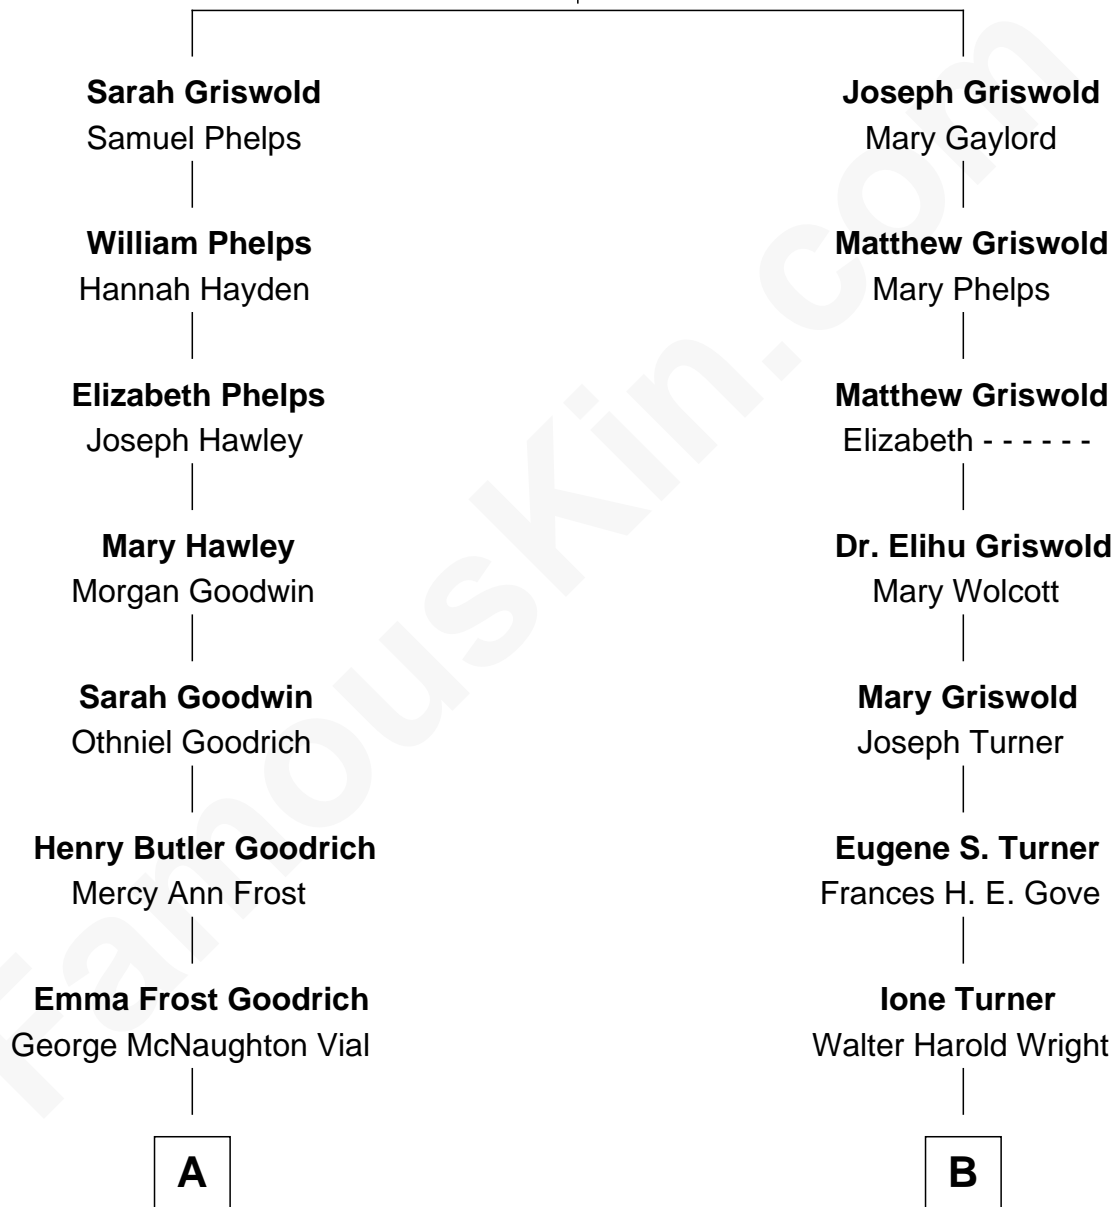 Sarah Griswold
Samuel Phelps
William Phelps
Hannah Hayden
Elizabeth Phelps
Joseph Hawley
Mary Hawley
Morgan Goodwin
Sarah Goodwin
Othniel Goodrich
Henry Butler Goodrich
Mercy Ann Frost
Emma Frost Goodrich
George McNaughton Vial
A
Joseph Griswold
Mary Gaylord
Matthew Griswold
Mary Phelps
Matthew Griswold
Elizabeth - - - - - -
Dr. Elihu Griswold
Mary Wolcott
Mary Griswold
Joseph Turner
Eugene S. Turner
Frances H. E. Gove
Ione Turner
Walter Harold Wright
B
FamousKin.com